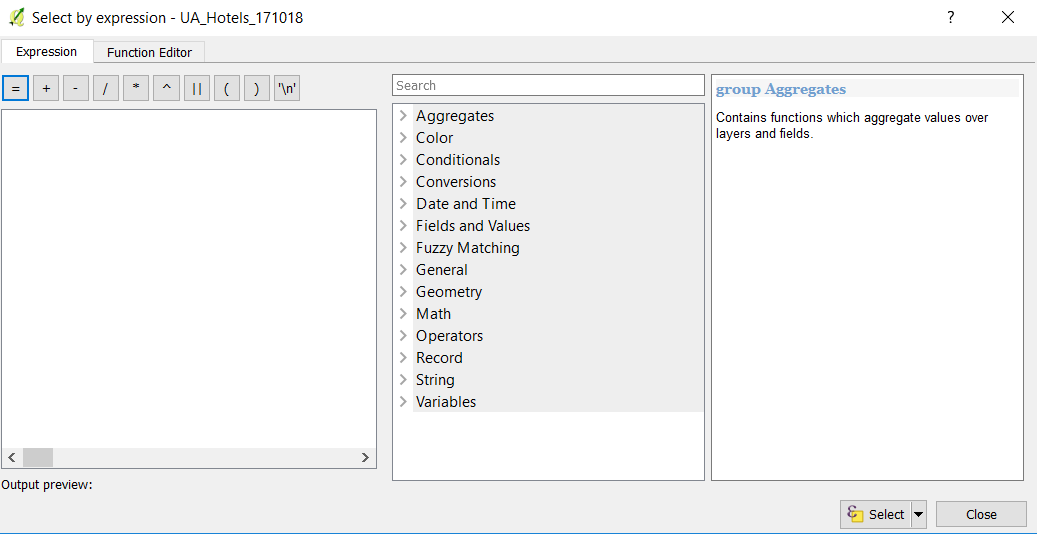 Select by expression - UA_Hotels_171018
?
Expression
Function Editor
= + - / * ^ || ( ) '\n'
Search
Aggregates
Color
Conditionals
Conversions
Date and Time
Fields and Values
Fuzzy Matching
General
Geometry
Math
Operators
Record
String
Variables
group Aggregates
Contains functions which aggregate values over
layers and fields.
Output preview:
Select
Close